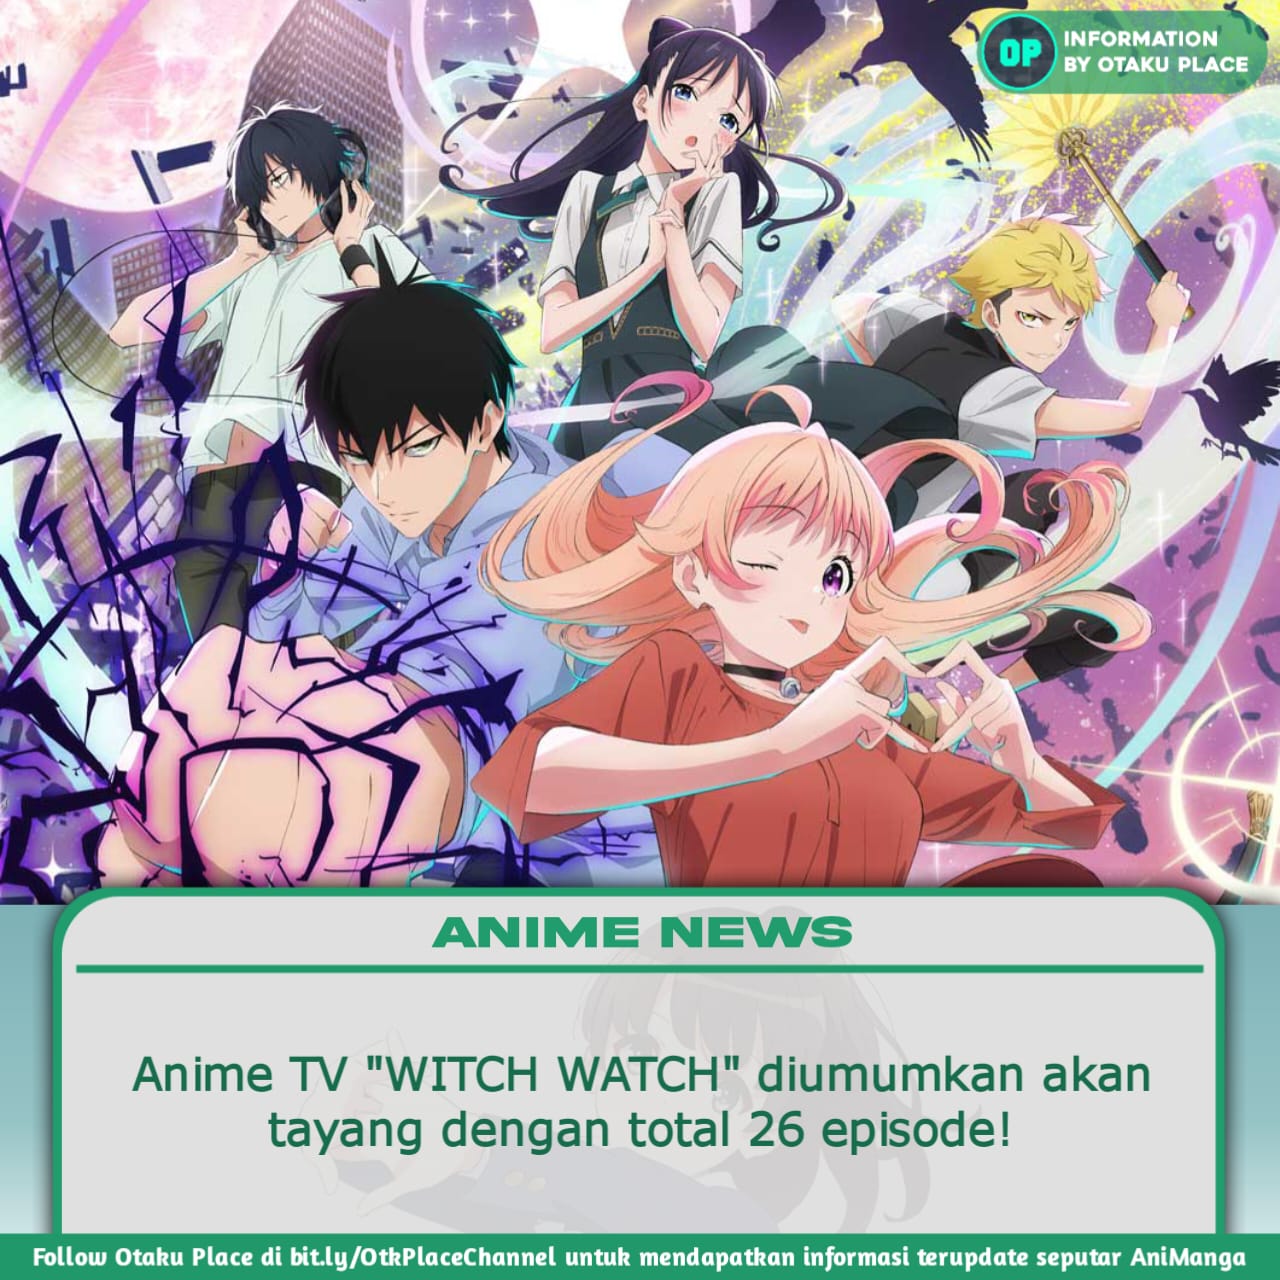 OP
INFORMATION
BY OTAKU PLACE
ANIME NEWS
Anime TV "WITCH WATCH" diumumkan akan
tayang dengan total 26 episode!
Follow Otaku Place di bit.ly/OtkPlaceChannel untuk mendapatkan informasi terupdate seputar AniManga